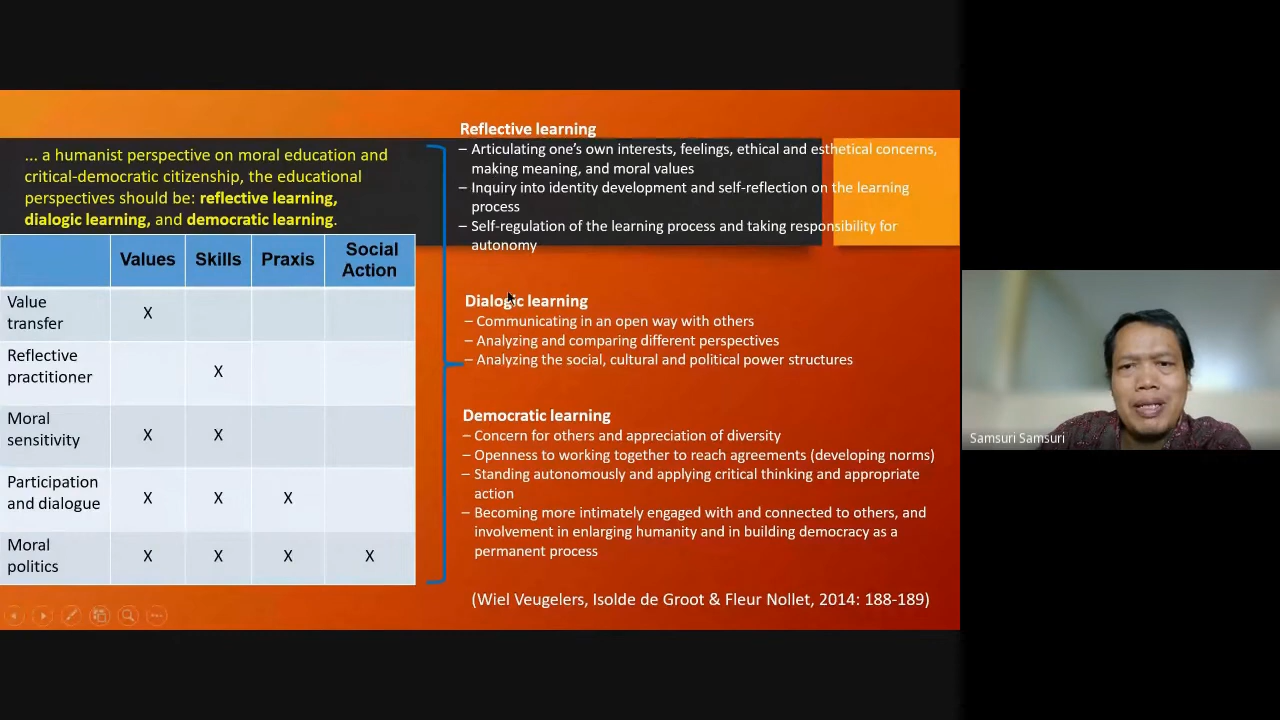 ... a humanist perspective on moral education and
critical-democratic citizenship, the educational
perspectives should be: reflective learning,
dialogic learning, and democratic learning.
Values Skills Praxis Social Action
Value transfer X
Reflective practitioner X
Moral sensitivity X X
Participation and dialogue X X X
Moral politics X X X X
Reflective learning
– Articulating one's own interests, feelings, ethical and esthetical concerns,
making meaning, and moral values
– Inquiry into identity development and self-reflection on the learning
process
– Self-regulation of the learning process and taking responsibility for
autonomy
Dialogic learning
– Communicating in an open way with others
– Analyzing and comparing different perspectives
– Analyzing the social, cultural and political power structures
Democratic learning
– Concern for others and appreciation of diversity
– Openness to working together to reach agreements (developing norms)
– Standing autonomously and applying critical thinking and appropriate
action
– Becoming more intimately engaged with and connected to others, and
involvement in enlarging humanity and in building democracy as a
permanent process
(Wiel Veugelers, Isolde de Groot & Fleur Nollet, 2014: 188-189)
Samsuri Samsuri